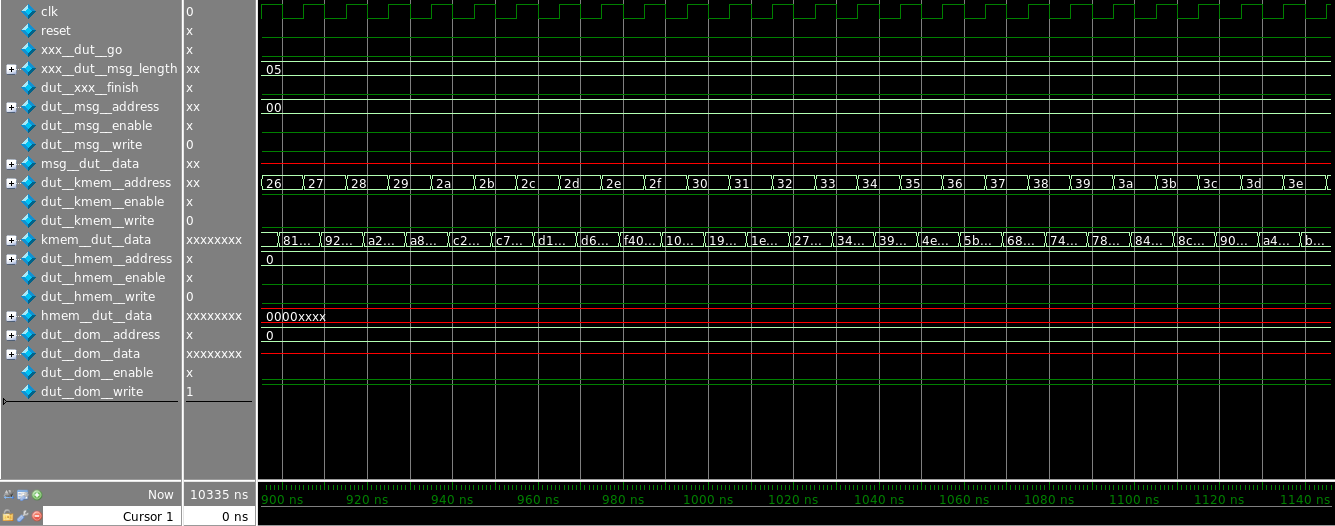 clk 0
reset x
xxx__dut__go x
xxx__dut__msg_length xx 05
dut__xxx__finish x
dut__msg__address xx 00
dut__msg__enable x
dut__msg__write 0
msg__dut__data xx
dut__kmem__address xx 26 27 28 29 2a 2b 2c 2d 2e 2f 30 31 32 33 34 35 36 37 38 39 3a 3b 3c 3d 3e
dut__kmem__enable x
dut__kmem__write 0
kmem__dut__data xxxxxxxx 81... 92... a2... a8... c2... c7... d1... d6... f40... 10... 19... 1e... 27... 34... 39... 4e... 5b... 68... 74... 78... 84... 8c... 90... a4... b...
dut__hmem__address x 0
dut__hmem__enable x
dut__hmem__write 0
hmem__dut__data xxxxxxxx 0000xxxx
dut__dom__address x 0
dut__dom__data xxxxxxxx
dut__dom__enable x
dut__dom__write 1
Now 10335 ns 900 ns 920 ns 940 ns 960 ns 980 ns 1000 ns 1020 ns 1040 ns 1060 ns 1080 ns 1100 ns 1120 ns 1140 ns
Cursor 1 0 ns